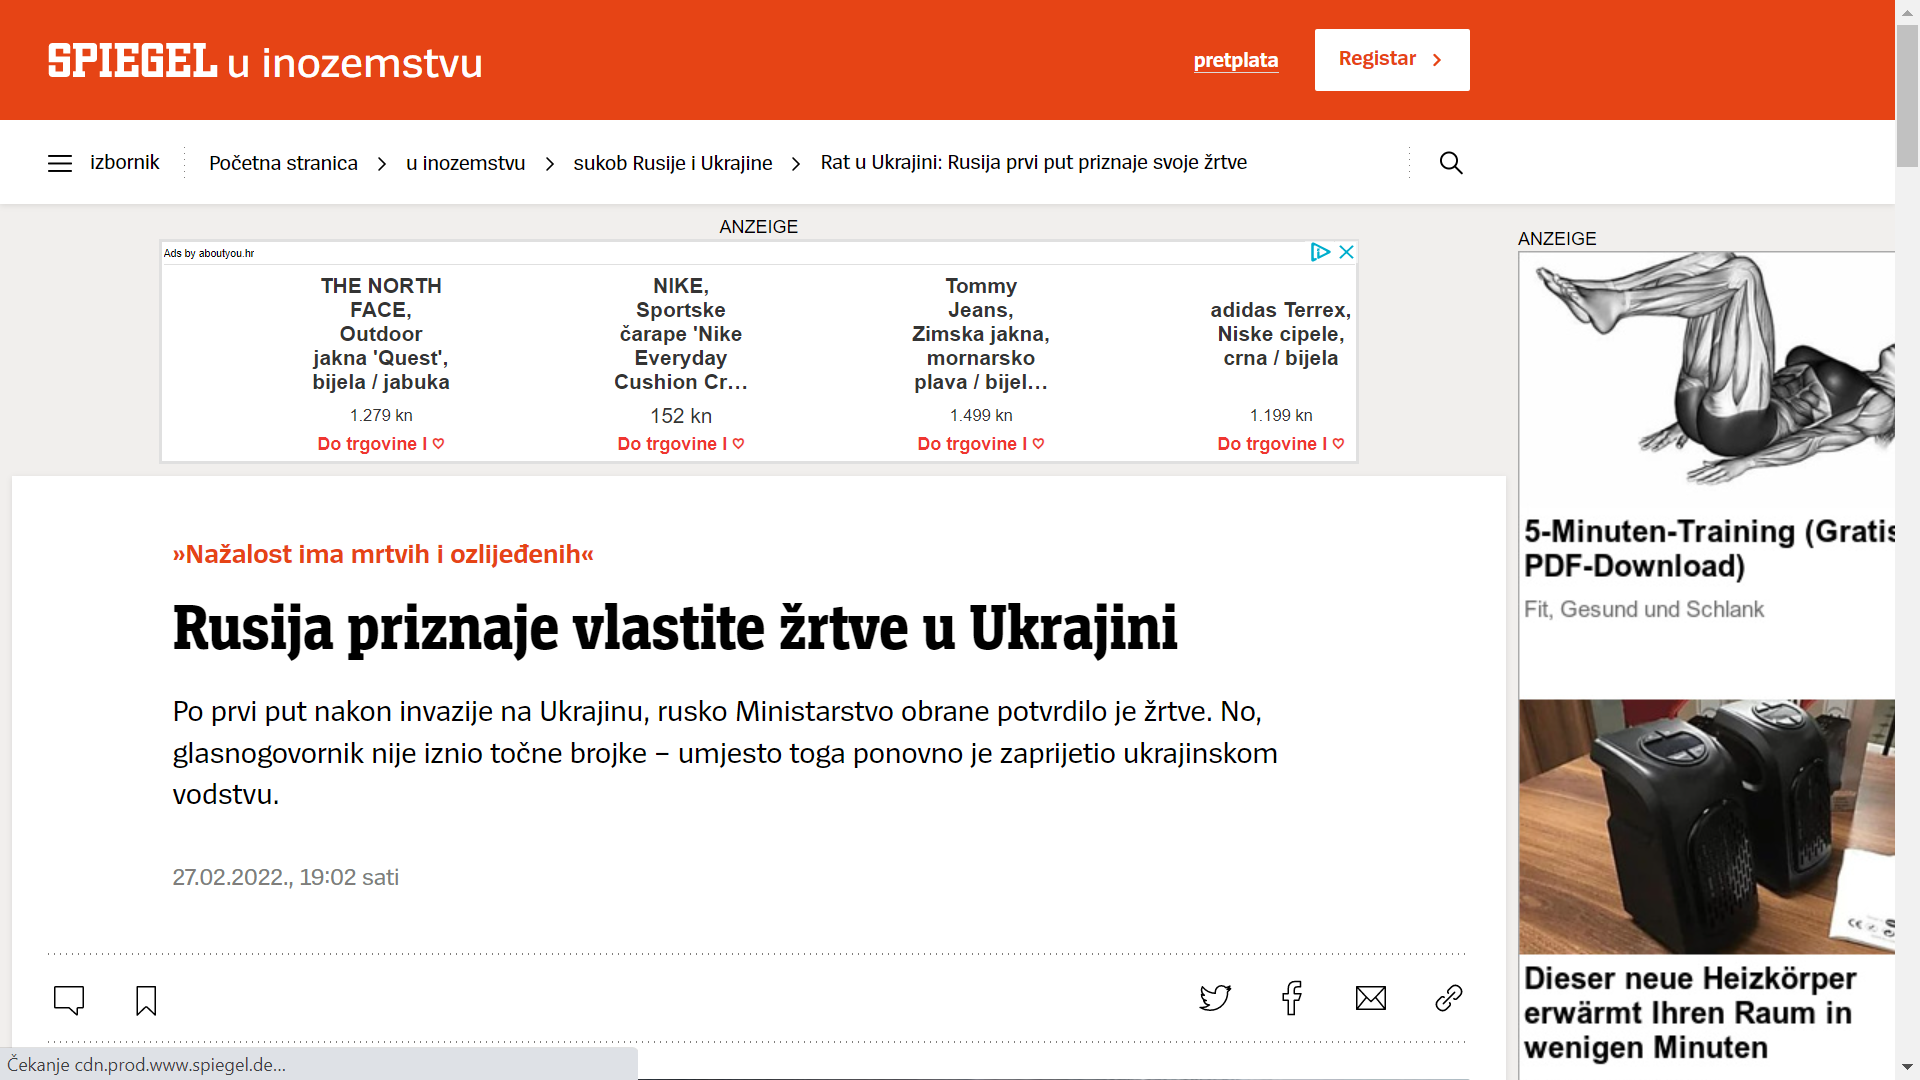 SPIEGEL u inozemstvu
pretplata
Registar
izbornik
Početna stranica
u inozemstvu
sukob Rusije i Ukrajine
Rat u Ukrajini: Rusija prvi put priznaje svoje žrtve
ANZEIGE
Ads by aboutyou.hr
THE NORTH
FACE,
Outdoor
jakna 'Quest',
bijela / jabuka
1.279 kn
Do trgovine I ♡
NIKE,
Sportske
čarape 'Nike
Everyday
Cushion Cr...
152 kn
Do trgovine I ♡
Tommy
Jeans,
Zimska jakna,
mornarsko
plava / bijel...
1.499 kn
Do trgovine I ♡
adidas Terrex,
Niske cipele,
crna / bijela
1.199 kn
Do trgovine I ♡
»Nažalost ima mrtvih i ozlijeđenih«
Rusija priznaje vlastite žrtve u Ukrajini
Po prvi put nakon invazije na Ukrajinu, rusko Ministarstvo obrane potvrdilo je žrtve. No,
glasnogovornik nije iznio točne brojke – umjesto toga ponovno je zaprijetio ukrajinskom
vodstvu.
27.02.2022., 19:02 sati
ANZEIGE
5-Minuten-Training (Gratis
PDF-Download)
Fit, Gesund und Schlank
Dieser neue Heizkörper
erwärmt Ihren Raum in
wenigen Minuten
Čekanje cdn.prod.www.spiegel.de...